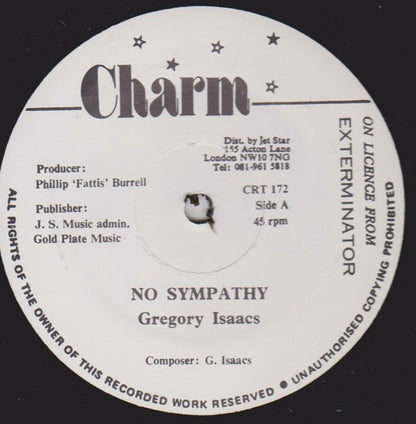 Charm
Dist. by Jet Star
155 Acton Lane
London NW10 7NG
Tel: 081-961 5818
Producer:
Phillip 'Fattis' Burrell
CRT 172
Publisher:
Side A
J. S. Music admin.
45 rpm
Gold Plate Music
ON LICENCE FROM
EXTERMINATOR
NO SYMPATHY
Gregory Isaacs
Composer: G. Isaacs
ALL RIGHTS OF THE OWNER OF THIS RECORDED WORK RESERVED ● UNAUTHORISED COPYING PROHIBITED